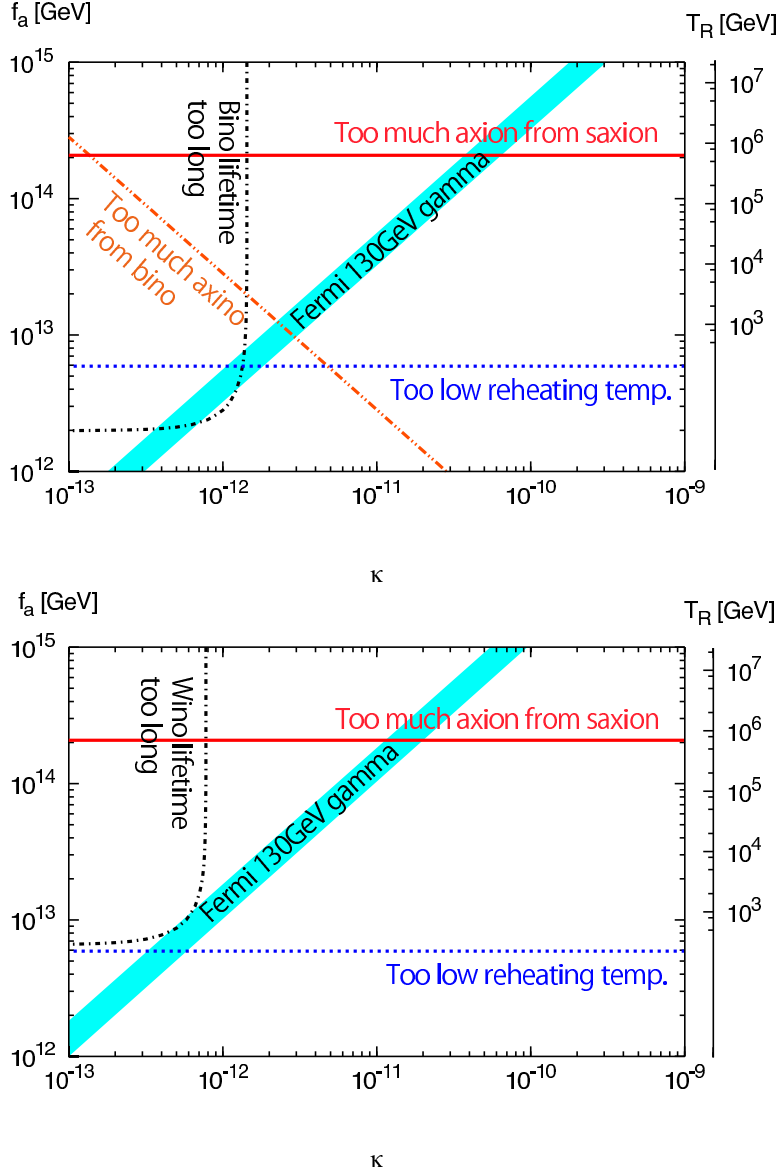 f_a [GeV]
T_R [GeV]
10^15
10^14
10^13
10^12
10^7
10^6
10^5
10^4
10^3
Bino lifetime
too long
Too much axion from saxion
Too much axino
from bino
Fermi 130GeV gamma
Too low reheating temp.
10^-13
10^-12
10^-11
10^-10
10^-9
κ
f_a [GeV]
T_R [GeV]
10^15
10^14
10^13
10^12
10^7
10^6
10^5
10^4
10^3
Wino lifetime
too long
Too much axion from saxion
Fermi 130GeV gamma
Too low reheating temp.
10^-13
10^-12
10^-11
10^-10
10^-9
κ